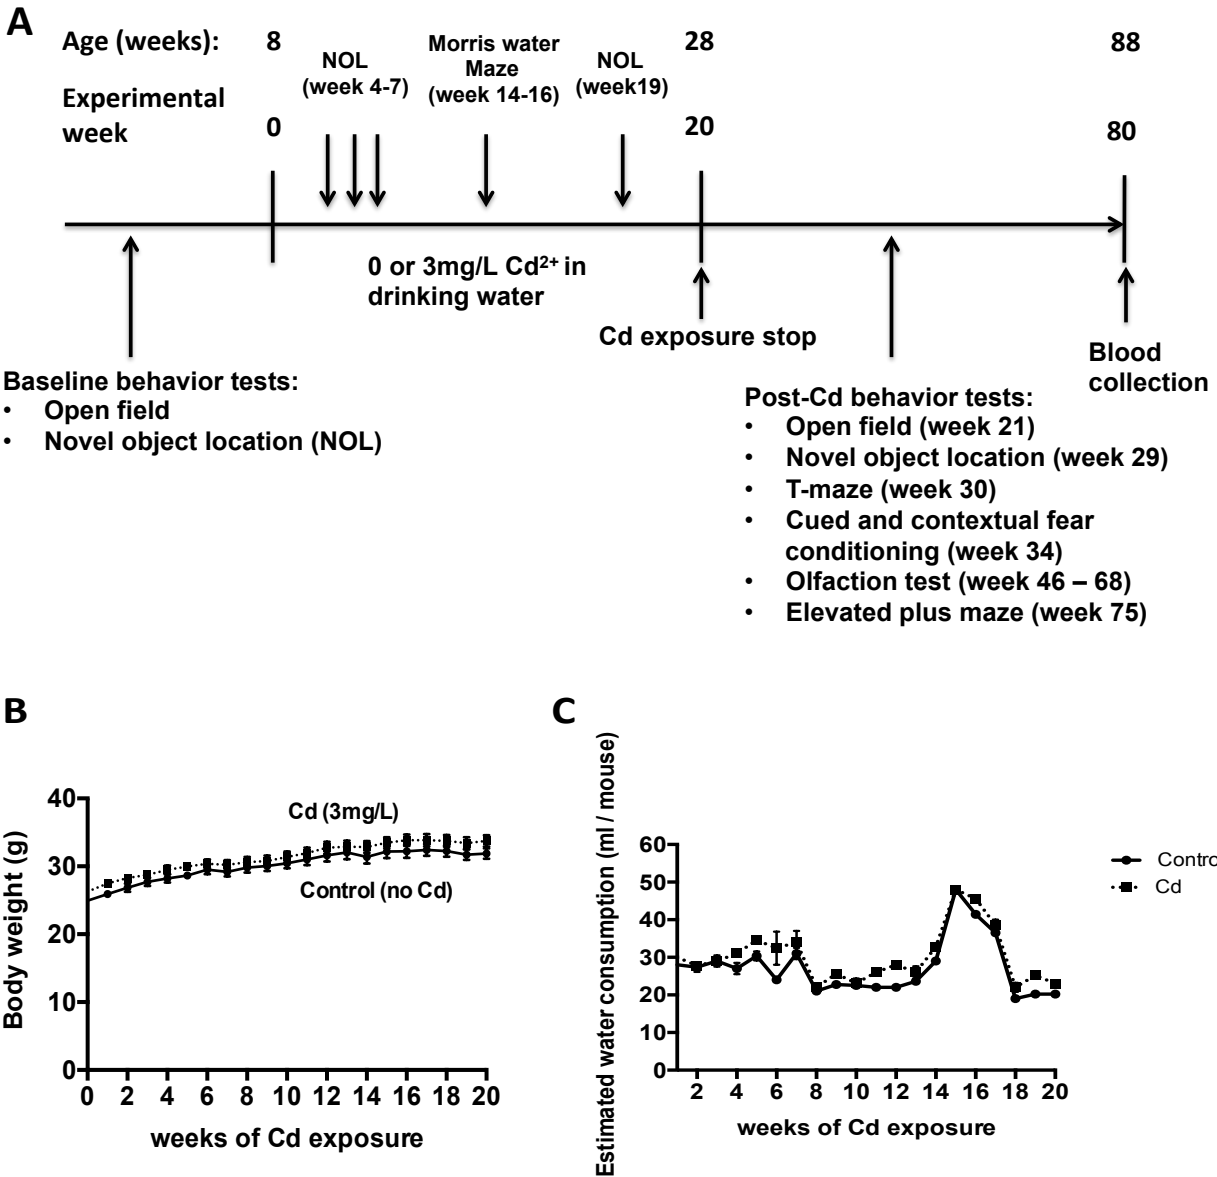 A
Age (weeks):
8
NOL
(week 4-7)
Morris water
Maze
(week 14-16)
NOL
(week19)
28
88
Experimental
week
0
20
80
0 or 3mg/L Cd²⁺ in
drinking water
Cd exposure stop
Blood
collection
Baseline behavior tests:
• Open field
• Novel object location (NOL)
Post-Cd behavior tests:
• Open field (week 21)
• Novel object location (week 29)
• T-maze (week 30)
• Cued and contextual fear
conditioning (week 34)
• Olfaction test (week 46 – 68)
• Elevated plus maze (week 75)
B
Body weight (g)
40
30
20
10
0
Cd (3mg/L)
Control (no Cd)
0 2 4 6 8 10 12 14 16 18 20
weeks of Cd exposure
C
Estimated water consumption (ml / mouse)
60
50
40
30
20
10
0
2 4 6 8 10 12 14 16 18 20
weeks of Cd exposure
Contro
Cd